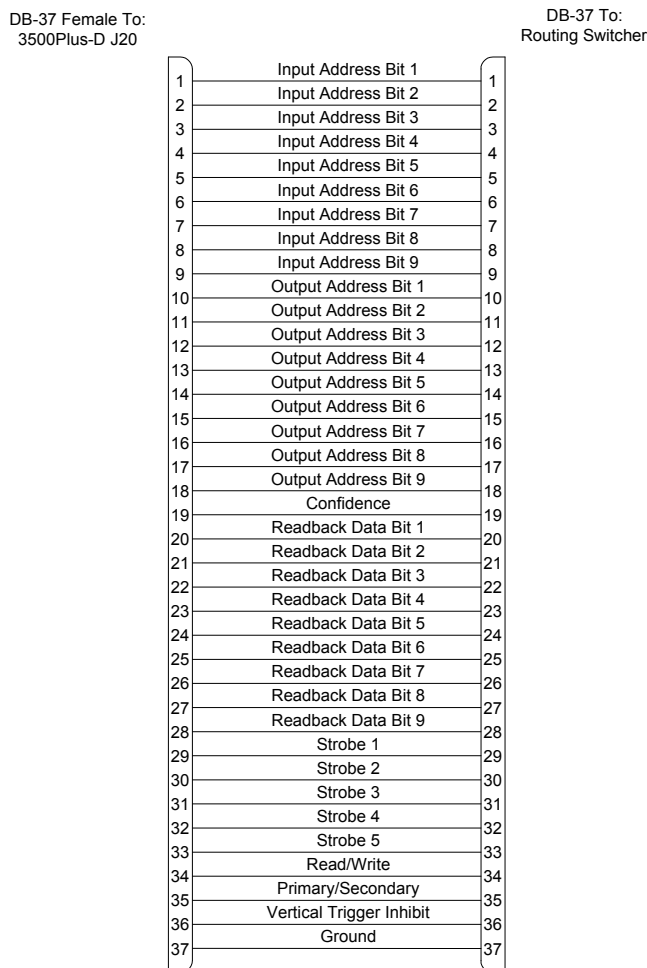 DB-37 Female To:
3500Plus-D J20
DB-37 To:
Routing Switcher
1 Input Address Bit 1 1
2 Input Address Bit 2 2
3 Input Address Bit 3 3
4 Input Address Bit 4 4
5 Input Address Bit 5 5
6 Input Address Bit 6 6
7 Input Address Bit 7 7
8 Input Address Bit 8 8
9 Input Address Bit 9 9
10 Output Address Bit 1 10
11 Output Address Bit 2 11
12 Output Address Bit 3 12
13 Output Address Bit 4 13
14 Output Address Bit 5 14
15 Output Address Bit 6 15
16 Output Address Bit 7 16
17 Output Address Bit 8 17
18 Output Address Bit 9 18
19 Confidence 19
20 Readback Data Bit 1 20
21 Readback Data Bit 2 21
22 Readback Data Bit 3 22
23 Readback Data Bit 4 23
24 Readback Data Bit 5 24
25 Readback Data Bit 6 25
26 Readback Data Bit 7 26
27 Readback Data Bit 8 27
28 Readback Data Bit 9 28
29 Strobe 1 29
30 Strobe 2 30
31 Strobe 3 31
32 Strobe 4 32
33 Strobe 5 33
34 Read/Write 34
35 Primary/Secondary 35
36 Vertical Trigger Inhibit 36
37 Ground 37